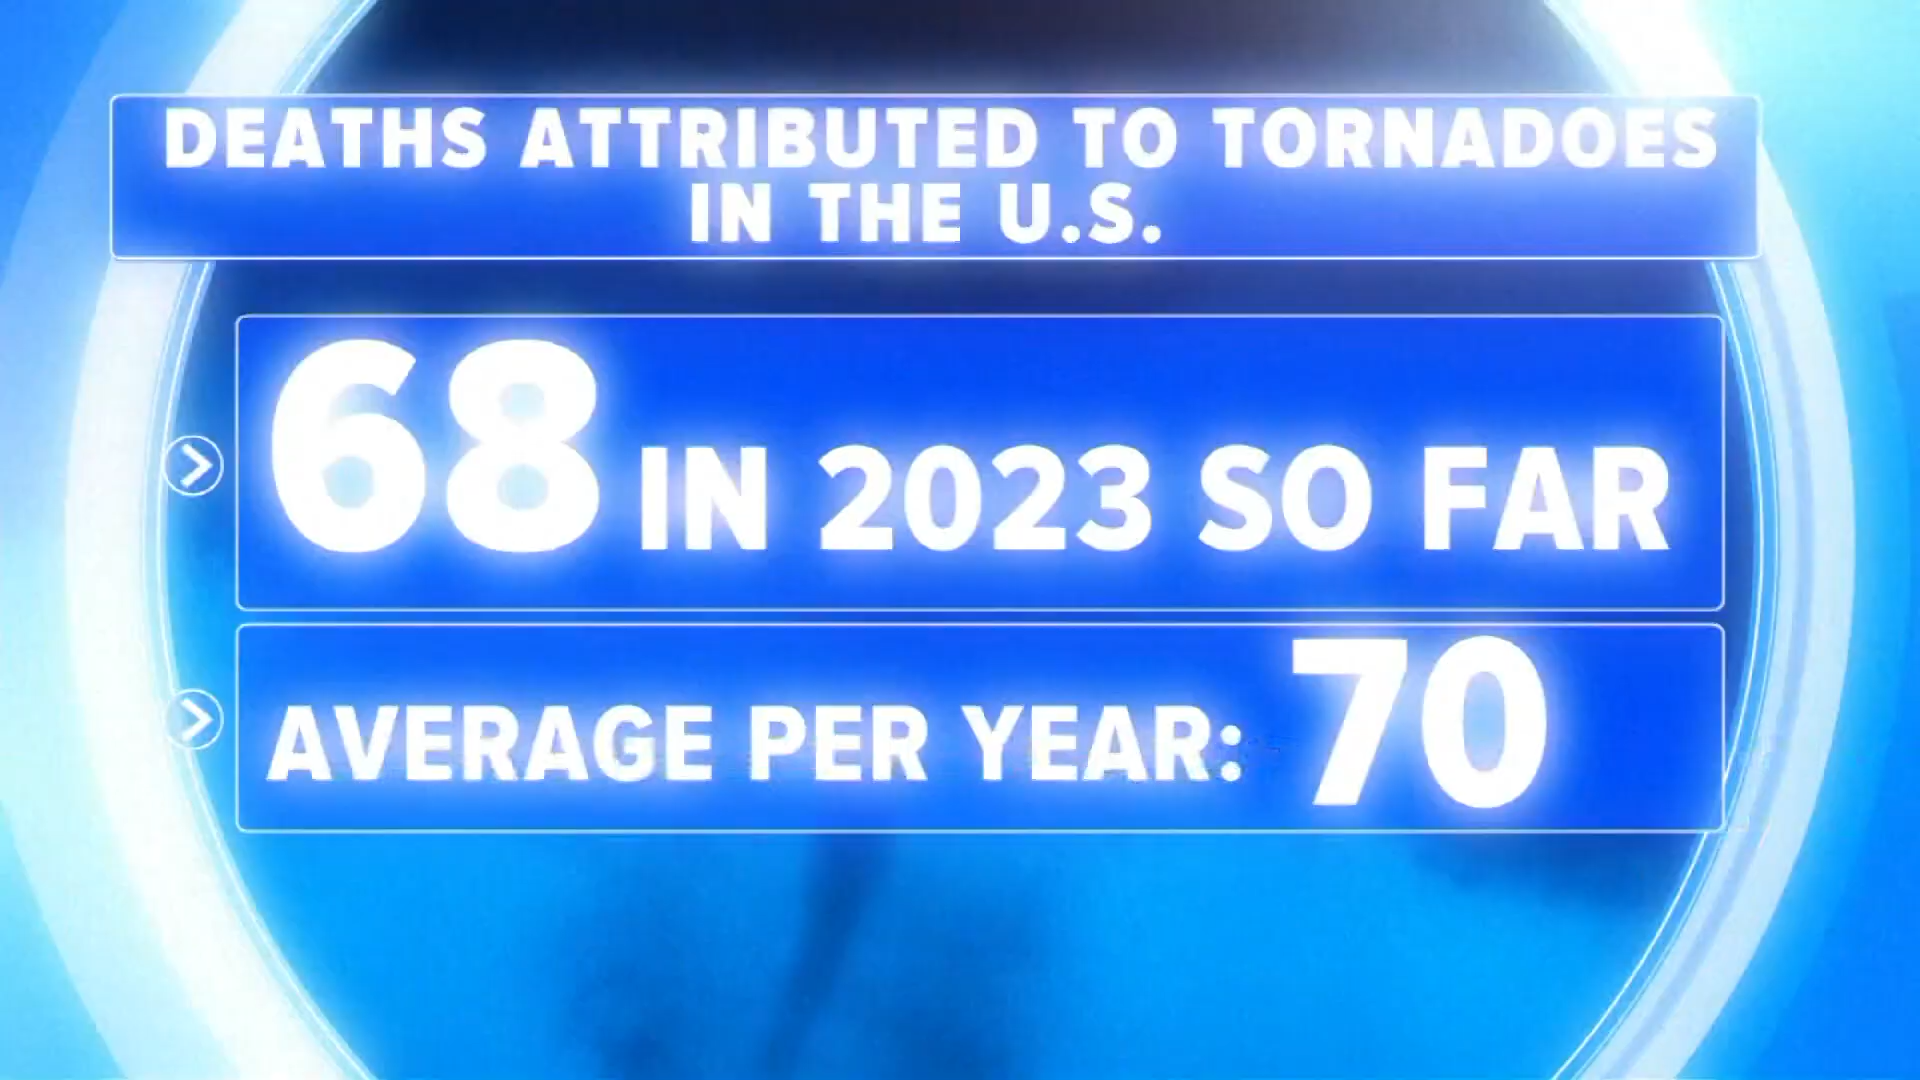 DEATHS ATTRIBUTED TO TORNADOES
IN THE U.S.
68 IN 2023 SO FAR
AVERAGE PER YEAR: 70